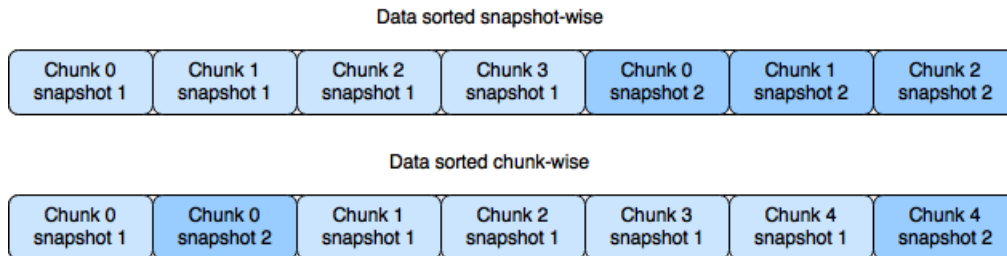 Data sorted snapshot-wise
Chunk 0 Chunk 1 Chunk 2 Chunk 3 Chunk 0 Chunk 1 Chunk 2
snapshot 1 snapshot 1 snapshot 1 snapshot 1 snapshot 2 snapshot 2 snapshot 2
Data sorted chunk-wise
Chunk 0 Chunk 0 Chunk 1 Chunk 2 Chunk 3 Chunk 4 Chunk 4
snapshot 1 snapshot 2 snapshot 1 snapshot 1 snapshot 1 snapshot 1 snapshot 2